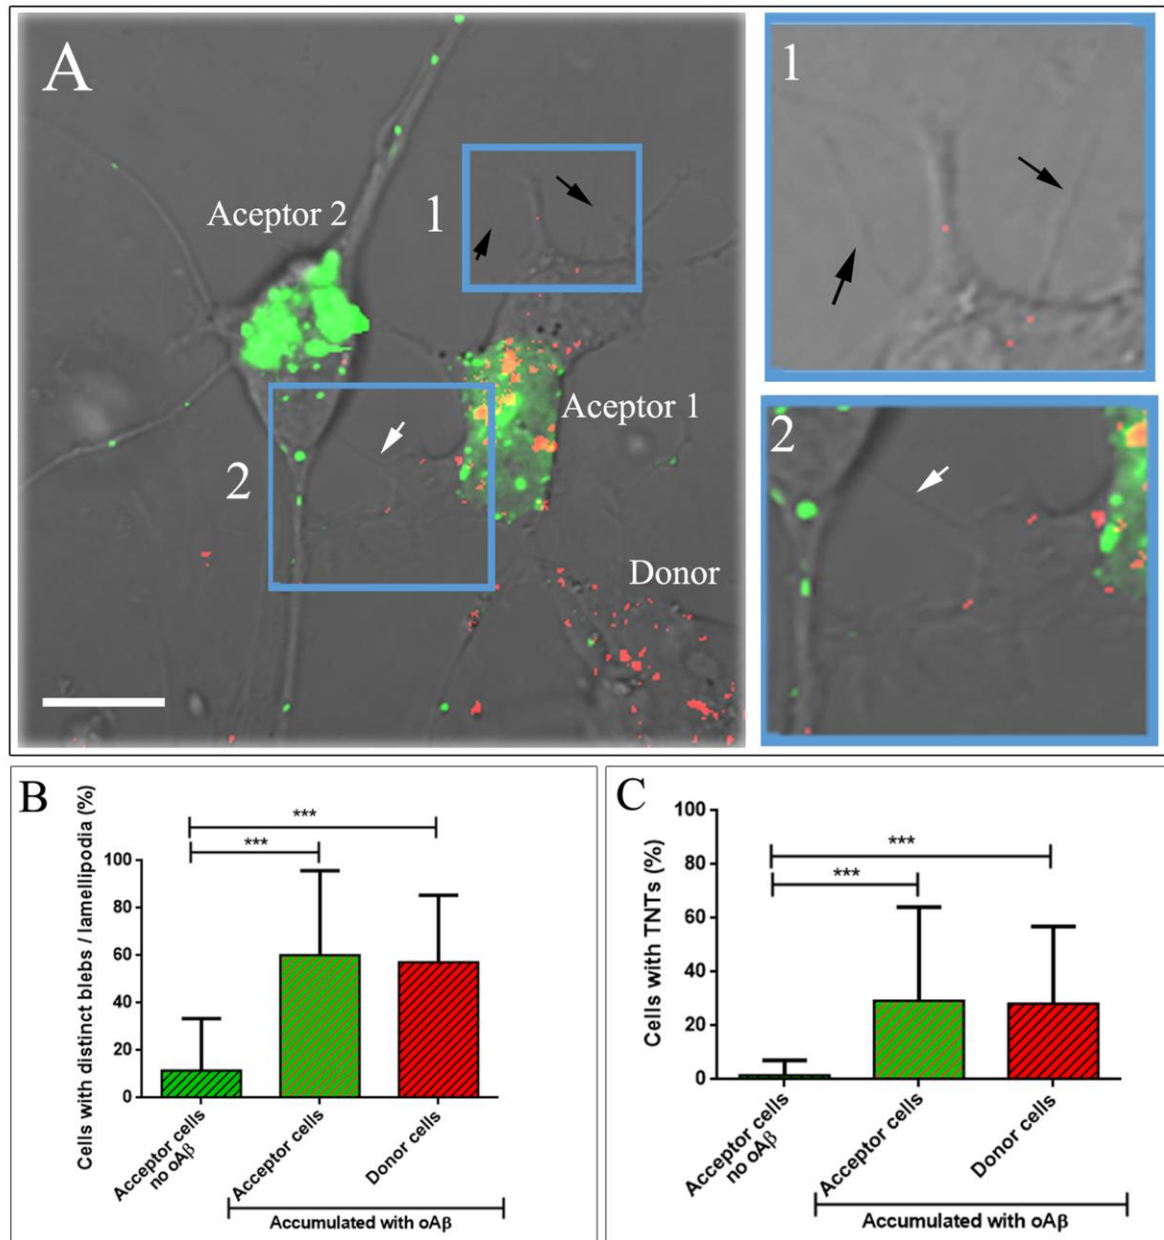 A
Aceptor 2
1
Aceptor 1
2
Donor
1
2
B
Cells with distinct blebs / lamellipodia (%)
100
80
60
40
20
0
***
***
Acceptor cells
no oAβ
Acceptor cells
Donor cells
Accumulated with oAβ
C
Cells with TNTs (%)
100
80
60
40
20
0
***
***
Acceptor cells
no oAβ
Acceptor cells
Donor cells
Accumulated with oAβ